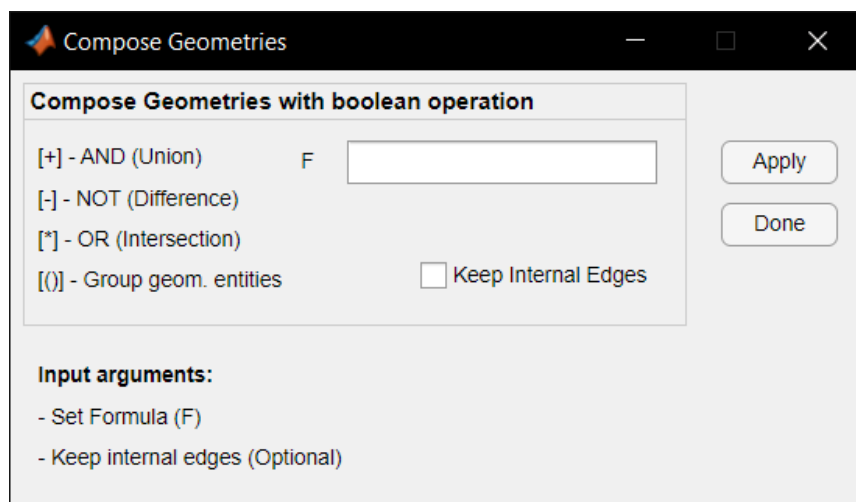 Compose Geometries
Compose Geometries with boolean operation
[+] - AND (Union)
F
[-] - NOT (Difference)
[*] - OR (Intersection)
[()] - Group geom. entities
Keep Internal Edges
Apply
Done
Input arguments:
- Set Formula (F)
- Keep internal edges (Optional)